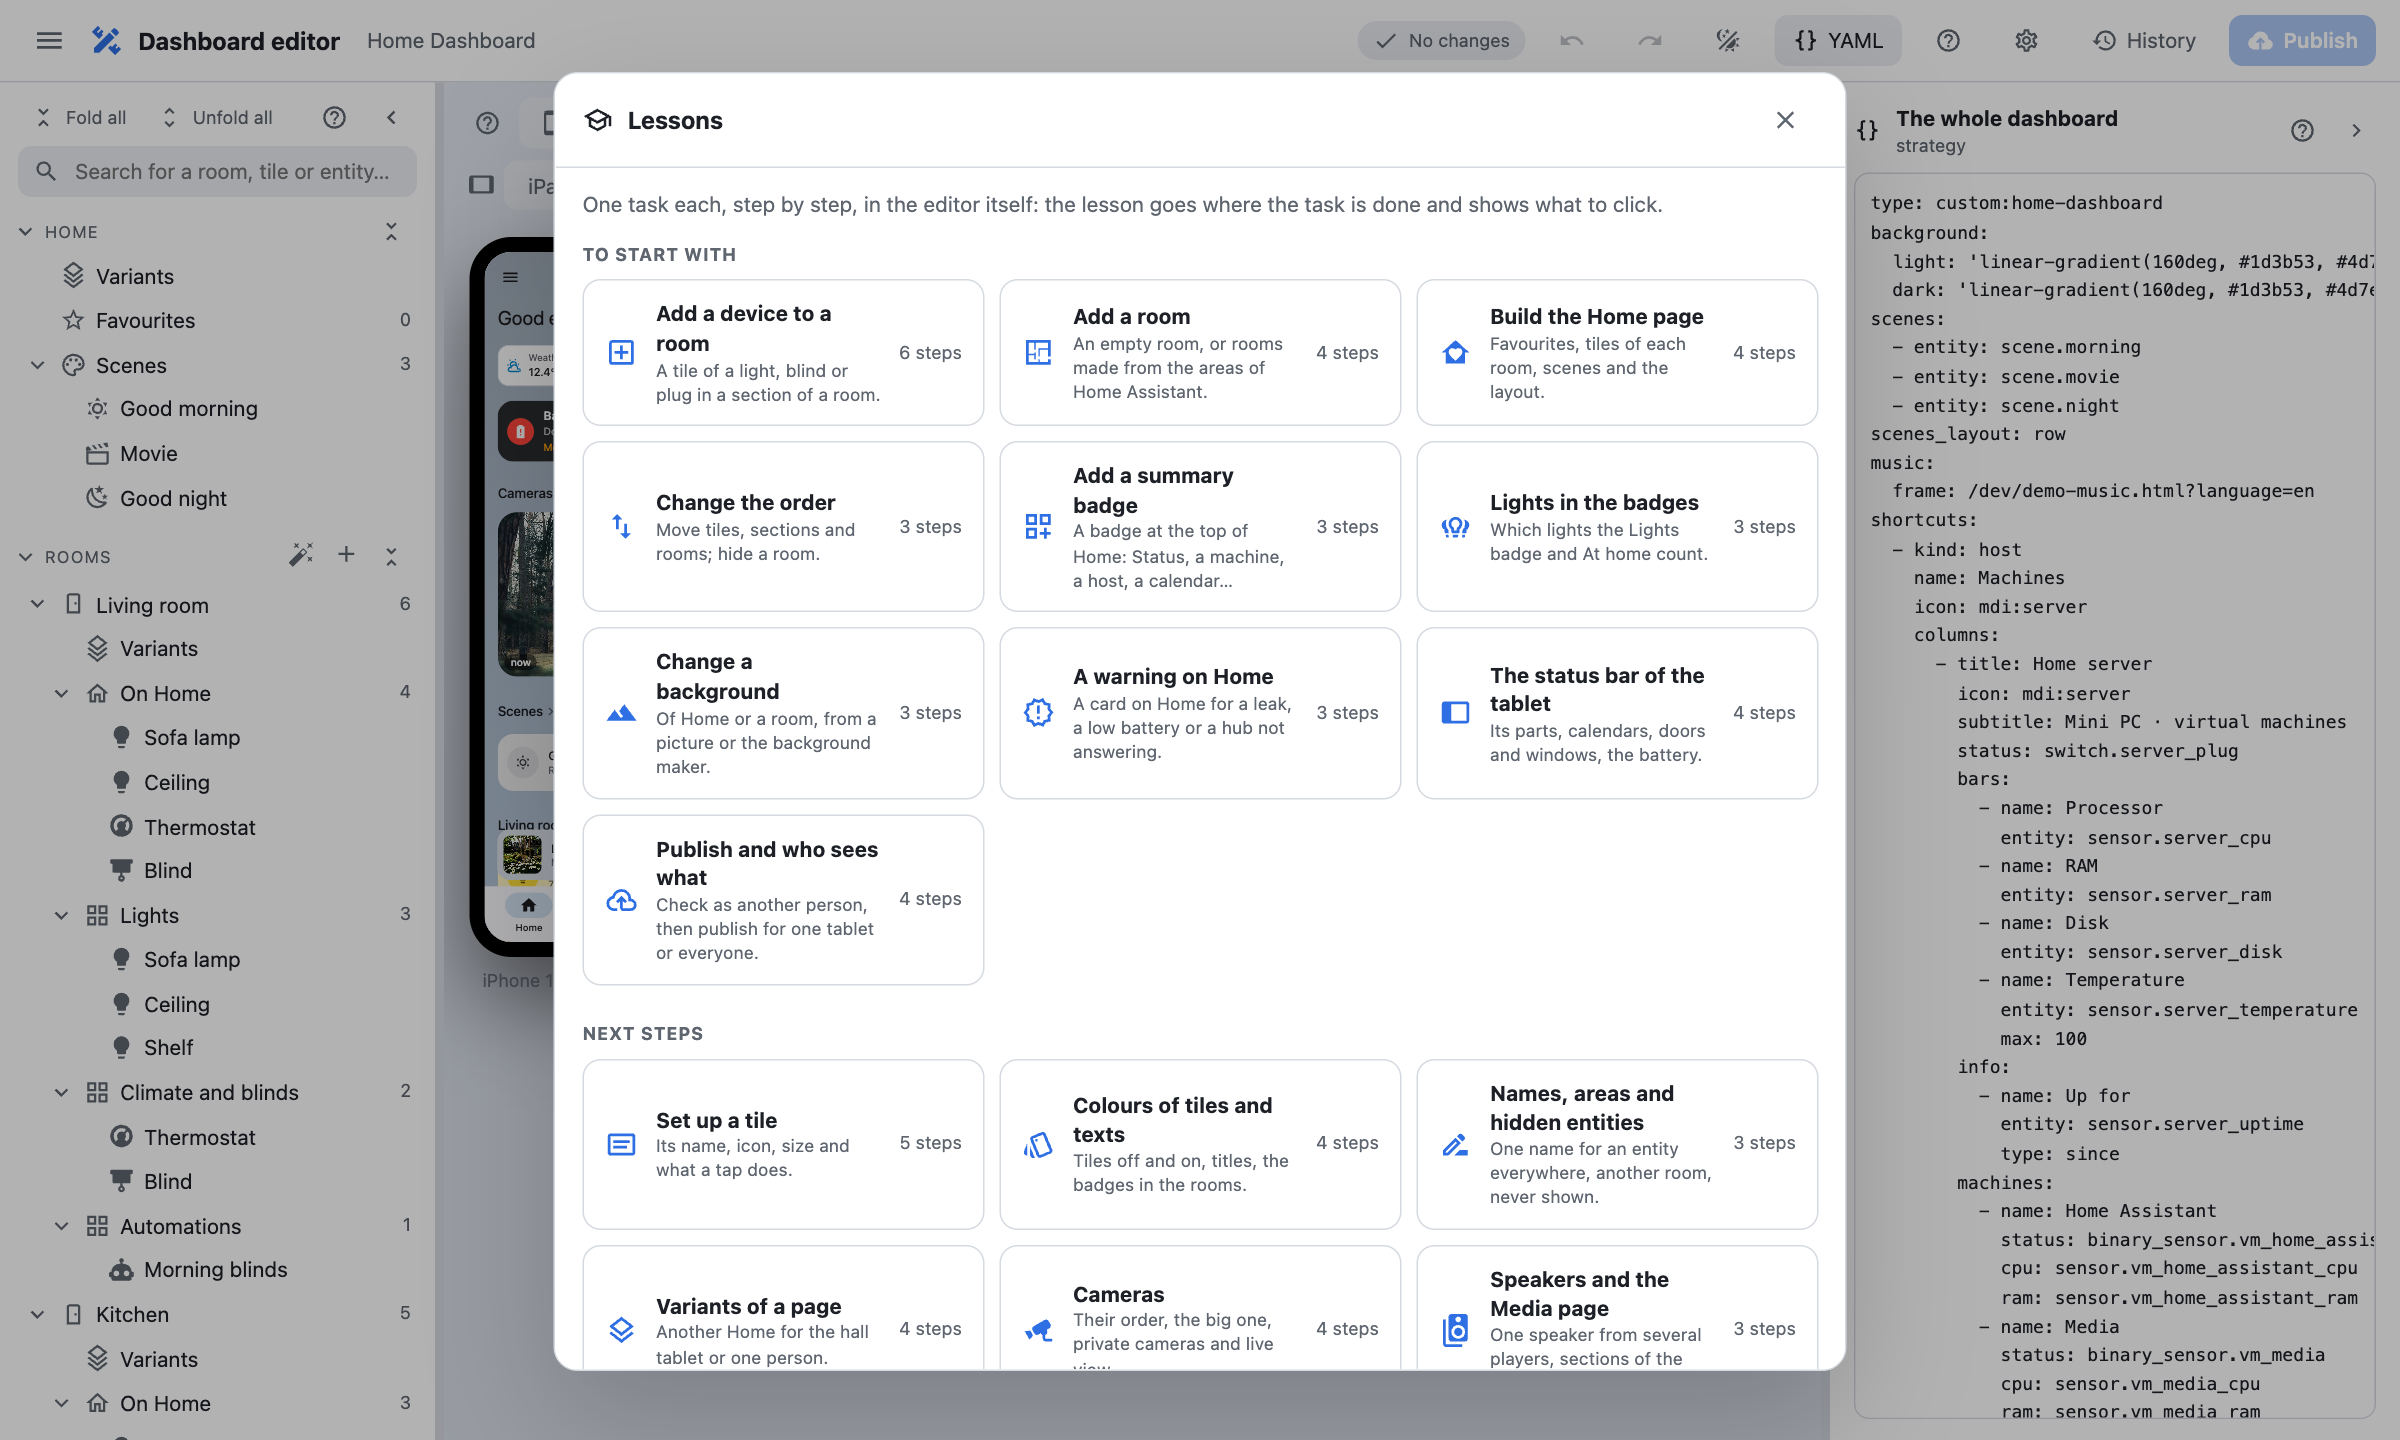 Dashboard editor
Home Dashboard
No changes
YAML
History
Publish
Fold all
Unfold all
Search for a room, tile or entity...
HOME
Variants
Favourites
0
Scenes
3
Good morning
Movie
Good night
ROOMS
Living room
6
Variants
On Home
4
Sofa lamp
Ceiling
Thermostat
Blind
Lights
3
Sofa lamp
Ceiling
Shelf
Climate and blinds
2
Thermostat
Blind
Automations
1
Morning blinds
Kitchen
5
Variants
On Home
3
Good
12.4°
Cameras
now
Scenes
Home
Lessons
One task each, step by step, in the editor itself: the lesson goes where the task is done and shows what to click.
TO START WITH
Add a device to a
room
A tile of a light, blind or
plug in a section of a room.
6 steps
Add a room
An empty room, or rooms
made from the areas of
Home Assistant.
4 steps
Build the Home page
Favourites, tiles of each
room, scenes and the
layout.
4 steps
Change the order
Move tiles, sections and
rooms; hide a room.
3 steps
Add a summary
badge
A badge at the top of
Home: Status, a machine,
a host, a calendar...
3 steps
Lights in the badges
Which lights the Lights
badge and At home count.
3 steps
Change a
background
Of Home or a room, from a
picture or the background
maker.
3 steps
A warning on Home
A card on Home for a leak,
a low battery or a hub not
answering.
3 steps
The status bar of the
tablet
Its parts, calendars, doors
and windows, the battery.
4 steps
Publish and who sees
what
Check as another person,
then publish for one tablet
or everyone.
4 steps
NEXT STEPS
Set up a tile
Its name, icon, size and
what a tap does.
5 steps
Colours of tiles and
texts
Tiles off and on, titles, the
badges in the rooms.
4 steps
Names, areas and
hidden entities
One name for an entity
everywhere, another room,
never shown.
3 steps
Variants of a page
Another Home for the hall
tablet or one person.
4 steps
Cameras
Their order, the big one,
private cameras and live
4 steps
Speakers and the
Media page
One speaker from several
players, sections of the
3 steps
iPhone
The whole dashboard
strategy
type: custom:home-dashboard
background:
light: 'linear-gradient(160deg, #1d3b53, #4d7
dark: 'linear-gradient(160deg, #1d3b53, #4d7e
scenes:
- entity: scene.morning
- entity: scene.movie
- entity: scene.night
scenes_layout: row
music:
frame: /dev/demo-music.html?language=en
shortcuts:
- kind: host
name: Machines
icon: mdi:server
columns:
- title: Home server
icon: mdi:server
subtitle: Mini PC · virtual machines
status: switch.server_plug
bars:
- name: Processor
entity: sensor.server_cpu
- name: RAM
entity: sensor.server_ram
- name: Disk
entity: sensor.server_disk
- name: Temperature
entity: sensor.server_temperature
max: 100
info:
- name: Up for
entity: sensor.server_uptime
type: since
machines:
- name: Home Assistant
status: binary_sensor.vm_home_assis
cpu: sensor.vm_home_assistant_cpu
ram: sensor.vm_home_assistant_ram
- name: Media
status: binary_sensor.vm_media
cpu: sensor.vm_media_cpu
ram: sensor.vm_media_ram